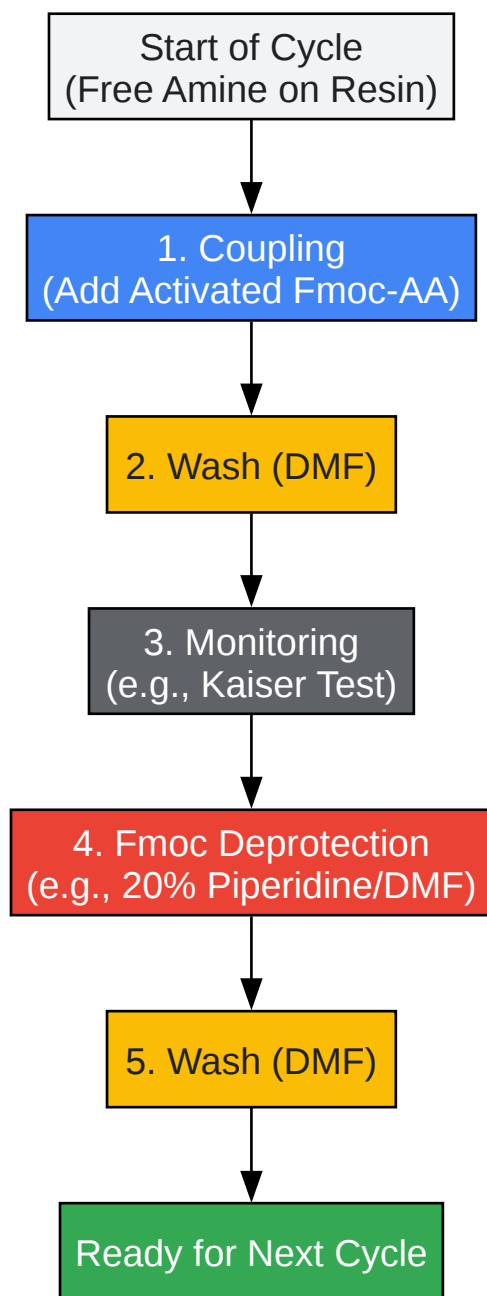 Start of Cycle
(Free Amine on Resin)
1. Coupling
(Add Activated Fmoc-AA)
2. Wash (DMF)
3. Monitoring
(e.g., Kaiser Test)
4. Fmoc Deprotection
(e.g., 20% Piperidine/DMF)
5. Wash (DMF)
Ready for Next Cycle